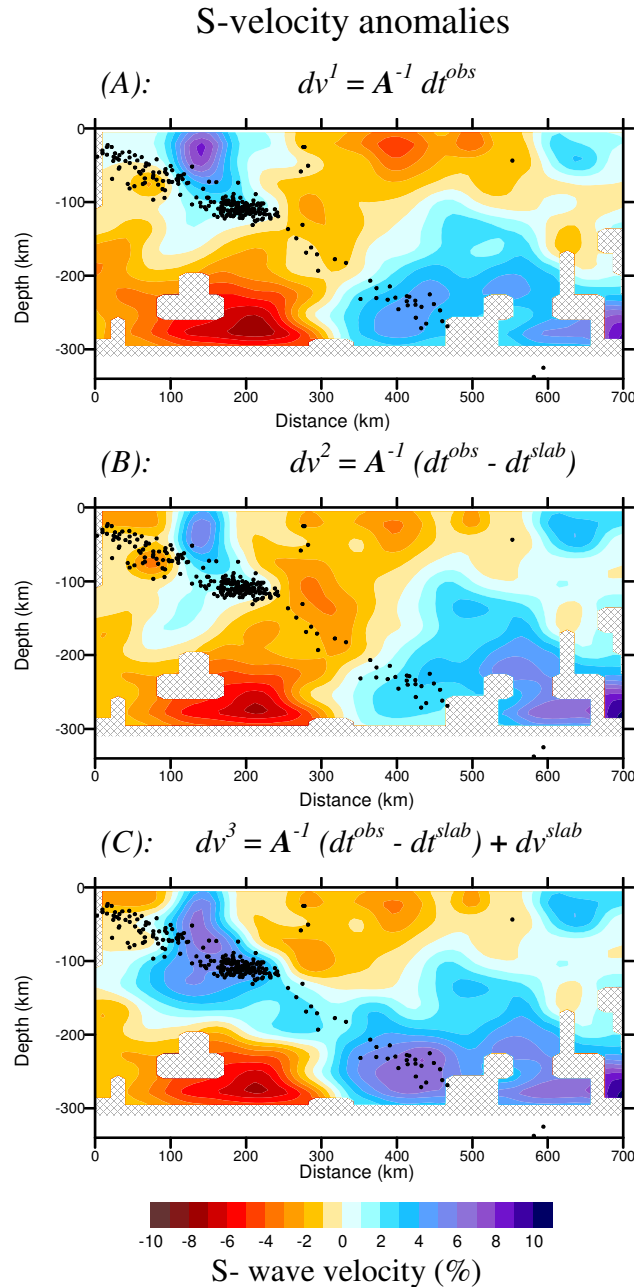 S-velocity anomalies
(A): dv¹ = A⁻¹ dtᵒᵇˢ
0
-100
-200
-300
Depth (km)
0 100 200 300 400 500 600 700
Distance (km)
(B): dv² = A⁻¹ (dtᵒᵇˢ - dtˢˡᵃᵇ)
0
-100
-200
-300
Depth (km)
0 100 200 300 400 500 600 700
Distance (km)
(C): dv³ = A⁻¹ (dtᵒᵇˢ - dtˢˡᵃᵇ) + dvˢˡᵃᵇ
0
-100
-200
-300
Depth (km)
0 100 200 300 400 500 600 700
Distance (km)
-10 -8 -6 -4 -2 0 2 4 6 8 10
S- wave velocity (%)